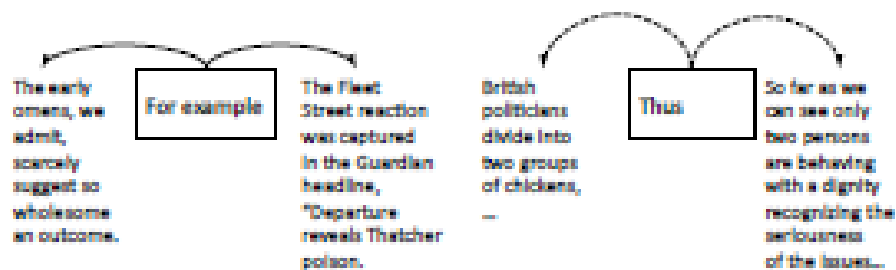 The early
omens, we
admit,
scarcely
suggest so
wholesome
an outcome.
For example
The Fleet
Street reaction
was captured
in the Guardian
headline,
"Departure
reveals Thatcher
poison.
British
politicians
divide into
two groups
of chickens,
...
Thus
So far as we
can see only
two persons
are behaving
with a dignity
recognizing the
seriousness
of the issues...